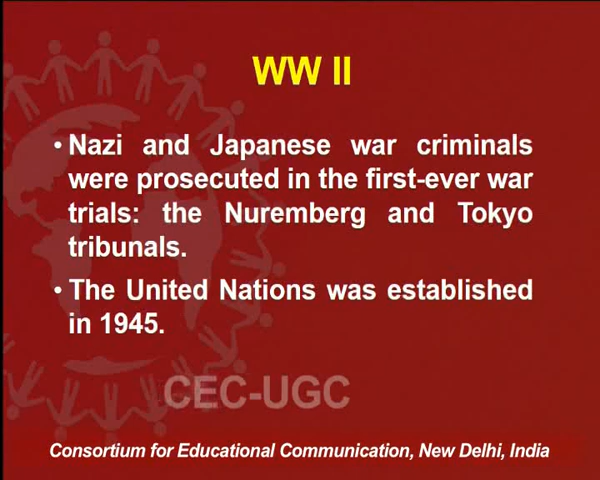 WW II
• Nazi and Japanese war criminals
were prosecuted in the first-ever war
trials: the Nuremberg and Tokyo
tribunals.
• The United Nations was established
in 1945.
CEC-UGC
Consortium for Educational Communication, New Delhi, India